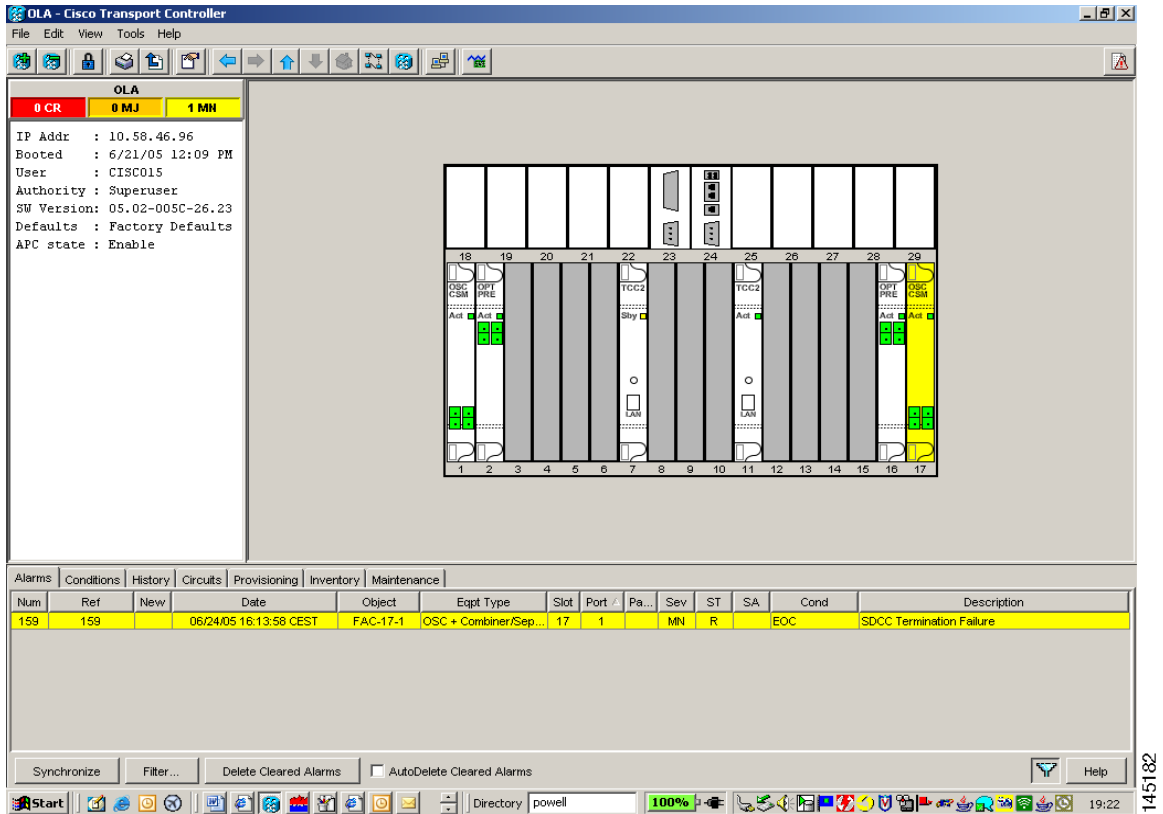 OLA - Cisco Transport Controller
File Edit View Tools Help
OLA
0 CR 0 MJ 1 MN
IP Addr : 10.58.46.96
Booted : 6/21/05 12:09 PM
User : CISCO15
Authority : Superuser
SW Version: 05.02-005C-26.23
Defaults : Factory Defaults
APC state : Enable
18 19 20 21 22 23 24 25 26 27 28 29
OSC CSM
OPT PRE
TCC2
TCC2
OPT PRE
OSC CSM
Act Act Sby Act Act Act
LAN LAN
1 2 3 4 5 6 7 8 9 10 11 12 13 14 15 16 17
Alarms Conditions History Circuits Provisioning Inventory Maintenance
Num Ref New Date Object Eqpt Type Slot Port Pa... Sev ST SA Cond Description
159 159 06/24/05 16:13:58 CEST FAC-17-1 OSC + Combiner/Sep... 17 1 MN R EOC SDCC Termination Failure
Synchronize Filter... Delete Cleared Alarms AutoDelete Cleared Alarms Help
Start Directory powell 100% 19:22
145182